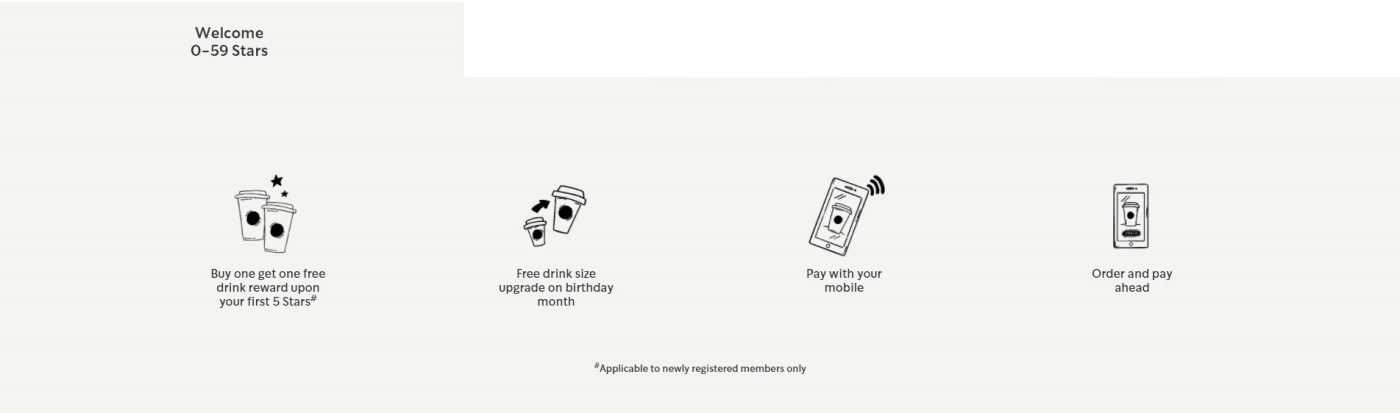 Welcome
0–59 Stars
Buy one get one free
drink reward upon
your first 5 Stars#
Free drink size
upgrade on birthday
month
Pay with your
mobile
Order and pay
ahead
#Applicable to newly registered members only